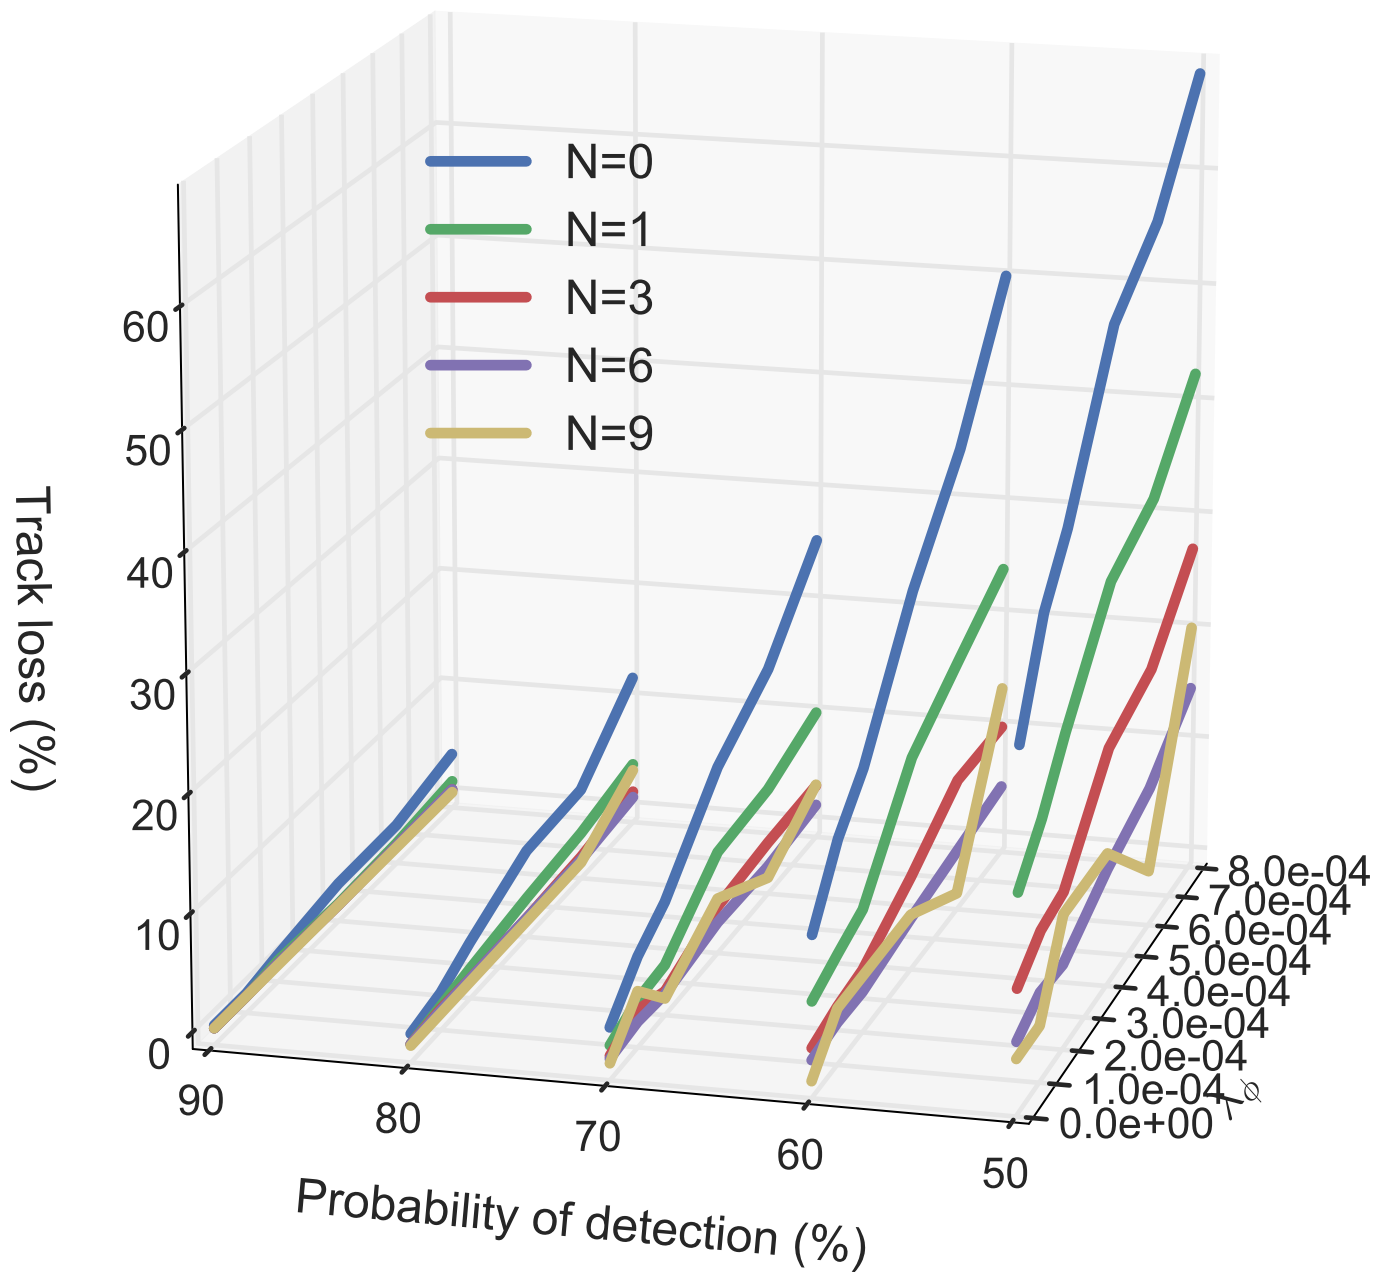 N=0
N=1
N=3
N=6
N=9
60
50
40
30
20
10
0
Track loss (%)
90
80
70
60
50
Probability of detection (%)
8.0e-04
7.0e-04
6.0e-04
5.0e-04
4.0e-04
3.0e-04
2.0e-04
1.0e-04
0.0e+00
λϕ